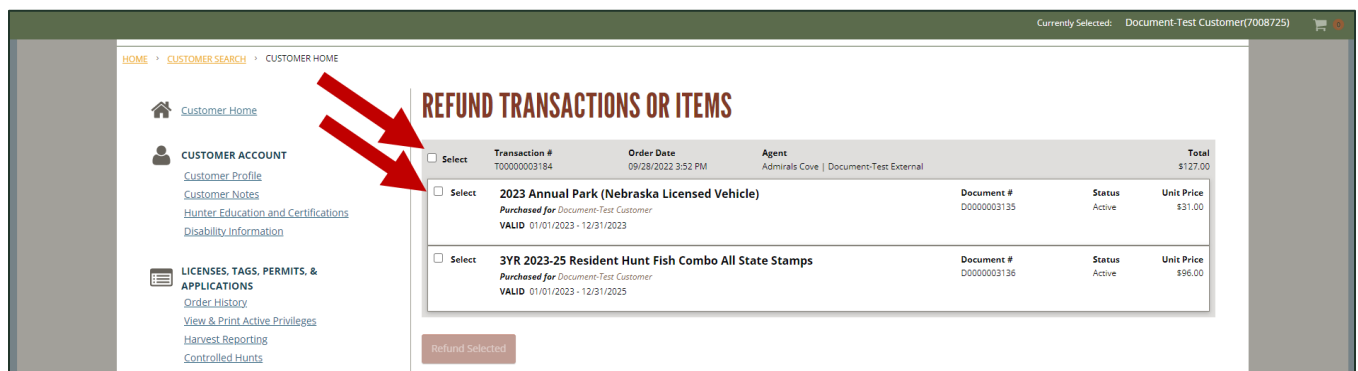 Currently Selected: Document-Test Customer(7008725) 0
HOME › CUSTOMER SEARCH › CUSTOMER HOME
Customer Home
CUSTOMER ACCOUNT
Customer Profile
Customer Notes
Hunter Education and Certifications
Disability Information
LICENSES, TAGS, PERMITS, &
APPLICATIONS
Order History
View & Print Active Privileges
Harvest Reporting
Controlled Hunts
REFUND TRANSACTIONS OR ITEMS
Select Transaction # Order Date Agent Total
T00000003184 09/28/2022 3:52 PM Admirals Cove | Document-Test External $127.00
Select 2023 Annual Park (Nebraska Licensed Vehicle) Document # Status Unit Price
Purchased for Document-Test Customer D0000003135 Active $31.00
VALID 01/01/2023 - 12/31/2023
Select 3YR 2023-25 Resident Hunt Fish Combo All State Stamps Document # Status Unit Price
Purchased for Document-Test Customer D0000003136 Active $96.00
VALID 01/01/2023 - 12/31/2025
Refund Selected